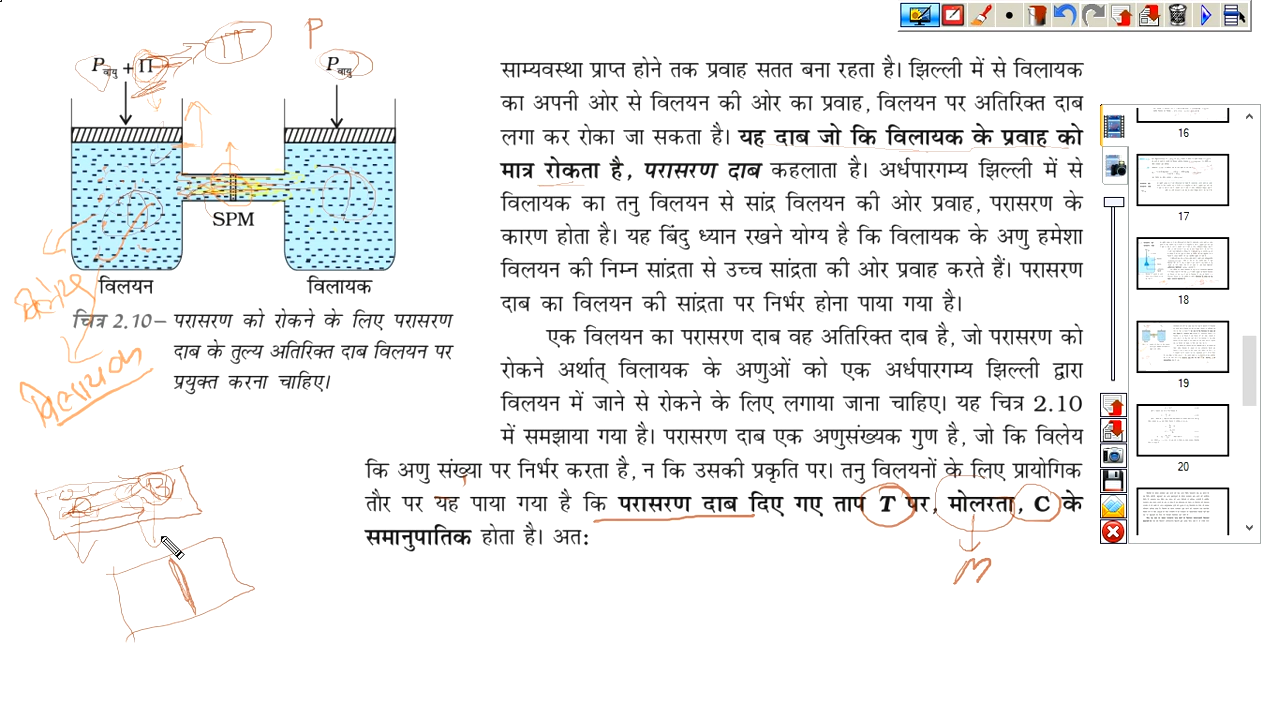 P
π
P वायु + Π
P वायु
SPM
विलयन
विलायक
चित्र 2.10– परासरण को रोकने के लिए परासरण
दाब के तुल्य अतिरिक्त दाब विलयन पर
प्रयुक्त करना चाहिए।
विलायक
साम्यवस्था प्राप्त होने तक प्रवाह सतत बना रहता है। झिल्ली में से विलायक
का अपनी ओर से विलयन की ओर का प्रवाह, विलयन पर अतिरिक्त दाब
लगा कर रोका जा सकता है। यह दाब जो कि विलायक के प्रवाह को
मात्र रोकता है, परासरण दाब कहलाता है। अर्धपारगम्य झिल्ली में से
विलायक का तनु विलयन से सांद्र विलयन की ओर प्रवाह, परासरण के
कारण होता है। यह बिंदु ध्यान रखने योग्य है कि विलायक के अणु हमेशा
विलयन की निम्न सांद्रता से उच्च सांद्रता की ओर प्रवाह करते हैं। परासरण
दाब का विलयन की सांद्रता पर निर्भर होना पाया गया है।
एक विलयन का परासरण दाब वह अतिरिक्त दाब है, जो परासरण को
रोकने अर्थात् विलायक के अणुओं को एक अर्धपारगम्य झिल्ली द्वारा
विलयन में जाने से रोकने के लिए लगाया जाना चाहिए। यह चित्र 2.10
में समझाया गया है। परासरण दाब एक अणुसंख्यक गुण है, जो कि विलेय
कि अणु संख्या पर निर्भर करता है, न कि उसकी प्रकृति पर। तनु विलयनों के लिए प्रायोगिक
तौर पर यह पाया गया है कि परासरण दाब दिए गए ताप T पर, मोलरता, C के
समानुपातिक होता है। अत:
m
16
17
18
19
20